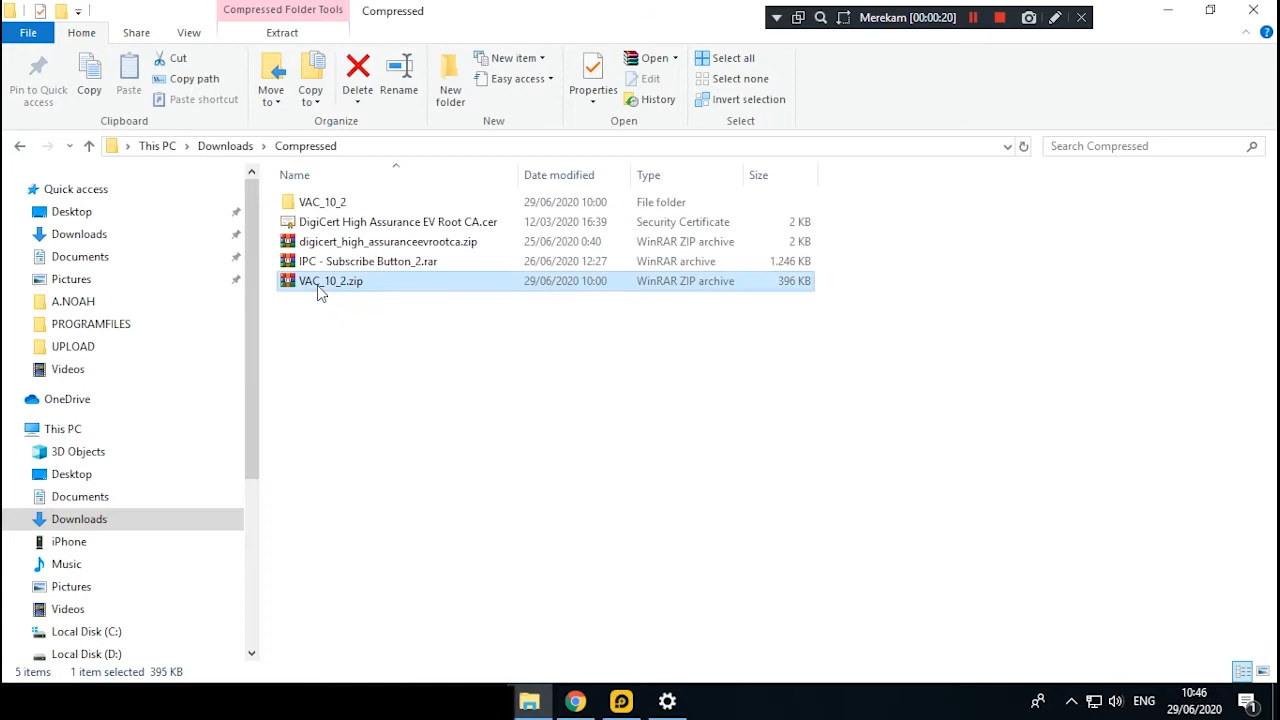 Compressed Folder Tools
Compressed
Merekam [00:00:20]
File
Home
Share
View
Extract
Pin to Quick access
Copy
Paste
Cut
Copy path
Paste shortcut
Clipboard
Move to
Copy to
Delete
Rename
Organize
New folder
New item
Easy access
New
Properties
Open
Edit
History
Open
Select all
Select none
Invert selection
Select
This PC > Downloads > Compressed
Search Compressed
Name Date modified Type Size
VAC_10_2 29/06/2020 10:00 File folder
DigiCert High Assurance EV Root CA.cer 12/03/2020 16:39 Security Certificate 2 KB
digicert_high_assuranceevrootca.zip 25/06/2020 0:40 WinRAR ZIP archive 2 KB
IPC - Subscribe Button_2.rar 26/06/2020 12:27 WinRAR archive 1.246 KB
VAC_10_2.zip 29/06/2020 10:00 WinRAR ZIP archive 396 KB
Quick access
Desktop
Downloads
Documents
Pictures
A.NOAH
PROGRAMFILES
UPLOAD
Videos
OneDrive
This PC
3D Objects
Desktop
Documents
Downloads
iPhone
Music
Pictures
Videos
Local Disk (C:)
Local Disk (D:)
5 items 1 item selected 395 KB
ENG
10:46
29/06/2020
1